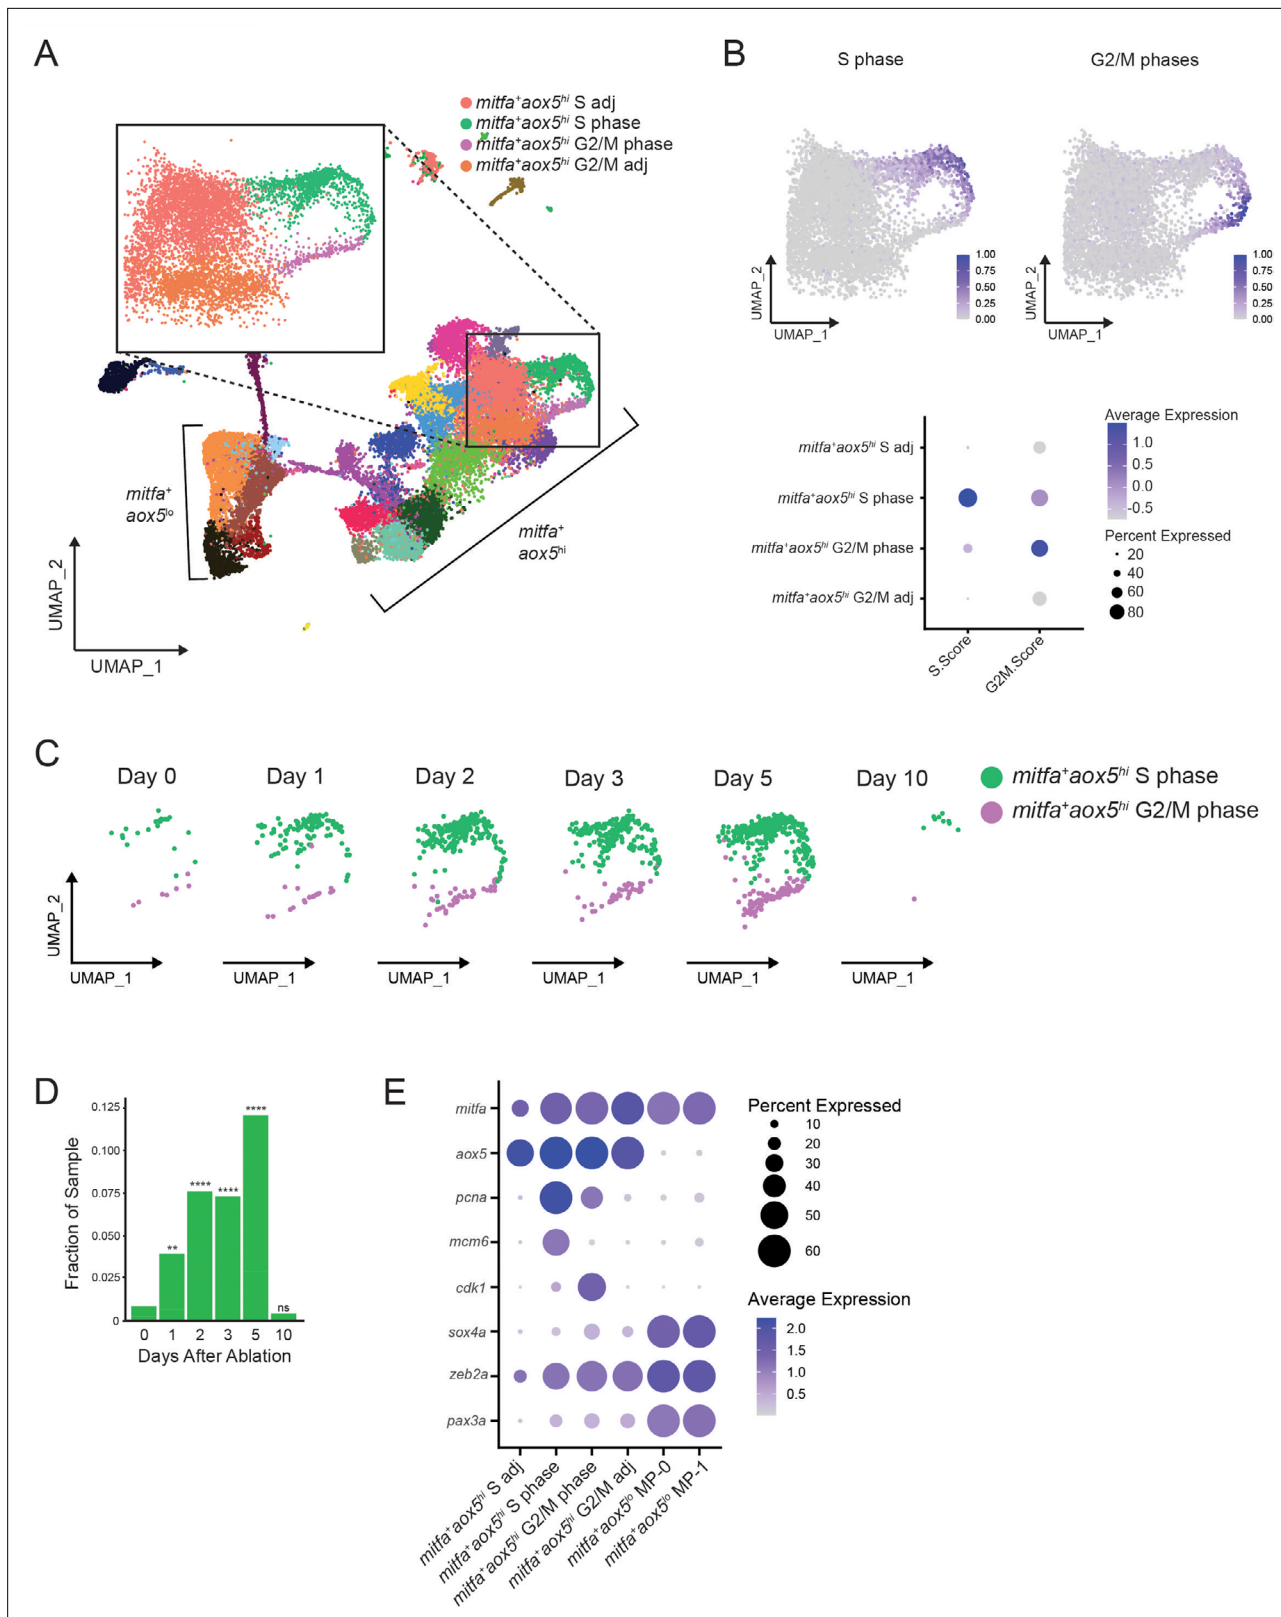 A
mitfa⁺aox5ʰⁱ S adj
mitfa⁺aox5ʰⁱ S phase
mitfa⁺aox5ʰⁱ G2/M phase
mitfa⁺aox5ʰⁱ G2/M adj
mitfa⁺
aox5ˡᵒ
mitfa⁺
aox5ʰⁱ
UMAP_2
UMAP_1
B
S phase
G2/M phases
1.00
0.75
0.50
0.25
0.00
1.00
0.75
0.50
0.25
0.00
UMAP_2
UMAP_1
UMAP_2
UMAP_1
mitfa⁺aox5ʰⁱ S adj
mitfa⁺aox5ʰⁱ S phase
mitfa⁺aox5ʰⁱ G2/M phase
mitfa⁺aox5ʰⁱ G2/M adj
S.Score
G2M.Score
Average Expression
1.0
0.5
0.0
-0.5
Percent Expressed
20
40
60
80
C
Day 0
Day 1
Day 2
Day 3
Day 5
Day 10
mitfa⁺aox5ʰⁱ S phase
mitfa⁺aox5ʰⁱ G2/M phase
UMAP_2
UMAP_1
UMAP_1
UMAP_1
UMAP_1
UMAP_1
UMAP_1
D
Fraction of Sample
0.125
0.100
0.075
0.050
0.025
0
**
****
****
****
ns
0 1 2 3 5 10
Days After Ablation
E
mitfa
aox5
pcna
mcm6
cdk1
sox4a
zeb2a
pax3a
mitfa⁺aox5ʰⁱ S adj
mitfa⁺aox5ʰⁱ S phase
mitfa⁺aox5ʰⁱ G2/M phase
mitfa⁺aox5ʰⁱ G2/M adj
mitfa⁺aox5ˡᵒ MP-0
mitfa⁺aox5ˡᵒ MP-1
Percent Expressed
10
20
30
40
50
60
Average Expression
2.0
1.5
1.0
0.5